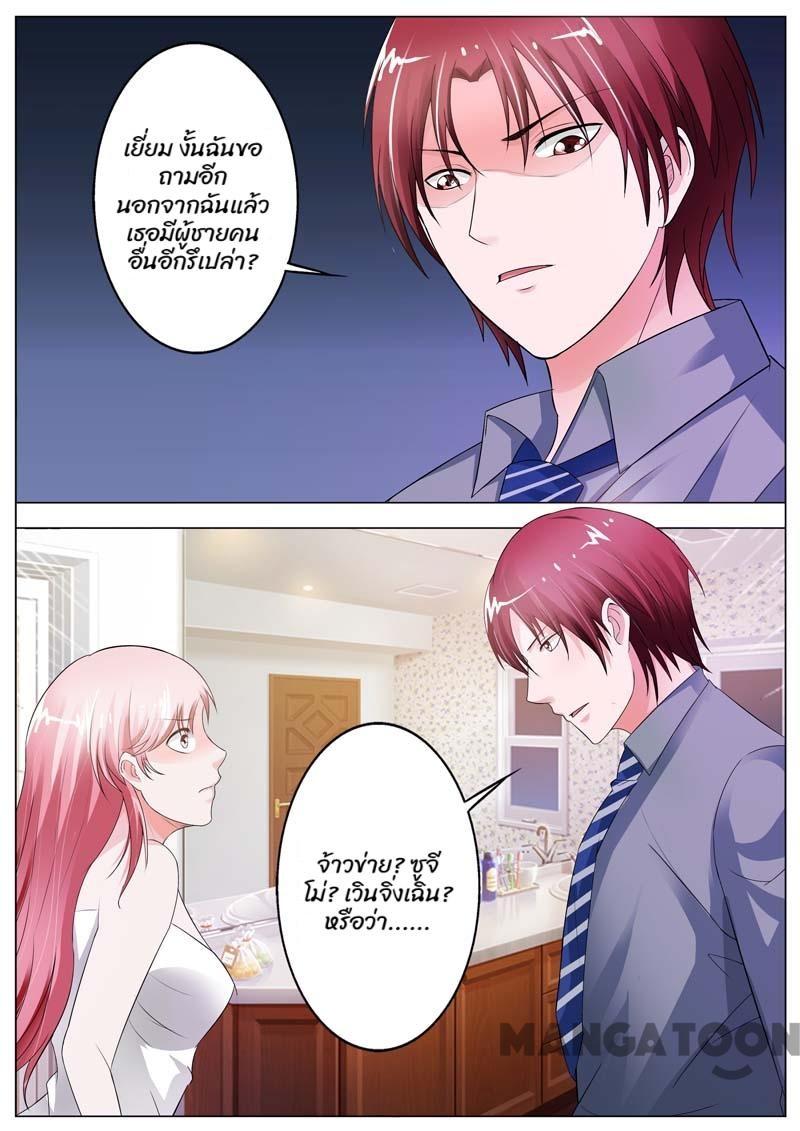 เยี่ยม งั้นฉันขอ
ถามอีก
นอกจากฉันแล้ว
เธอมีผู้ชายคน
อื่นอีกรึเปล่า?
จ้าวข่าย? ซูจี
โม่? เวินจิ่งเฉิน?
หรือว่า......
MANGATOON